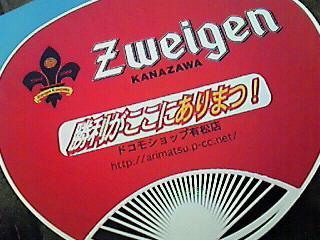 Zweigen
KANAZAWA
勝利がここにありまつ！
ドコモショップ有松店
http://arimatsu.p-cc.net/